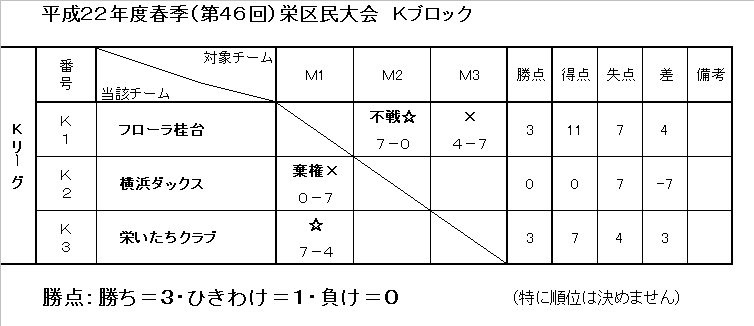 平成22年度春季(第46回)栄区民大会　Kブロック
Kリーグ
番号 対象チーム 当該チーム M1 M2 M3 勝点 得点 失点 差 備考
K1 フローラ桂台 不戦☆ 7-0 × 4-7 3 11 7 4
K2 横浜ダックス 棄権× 0-7 0 0 7 -7
K3 栄いたちクラブ ☆ 7-4 3 7 4 3
勝点：勝ち＝3・ひきわけ＝1・負け＝0 （特に順位は決めません）